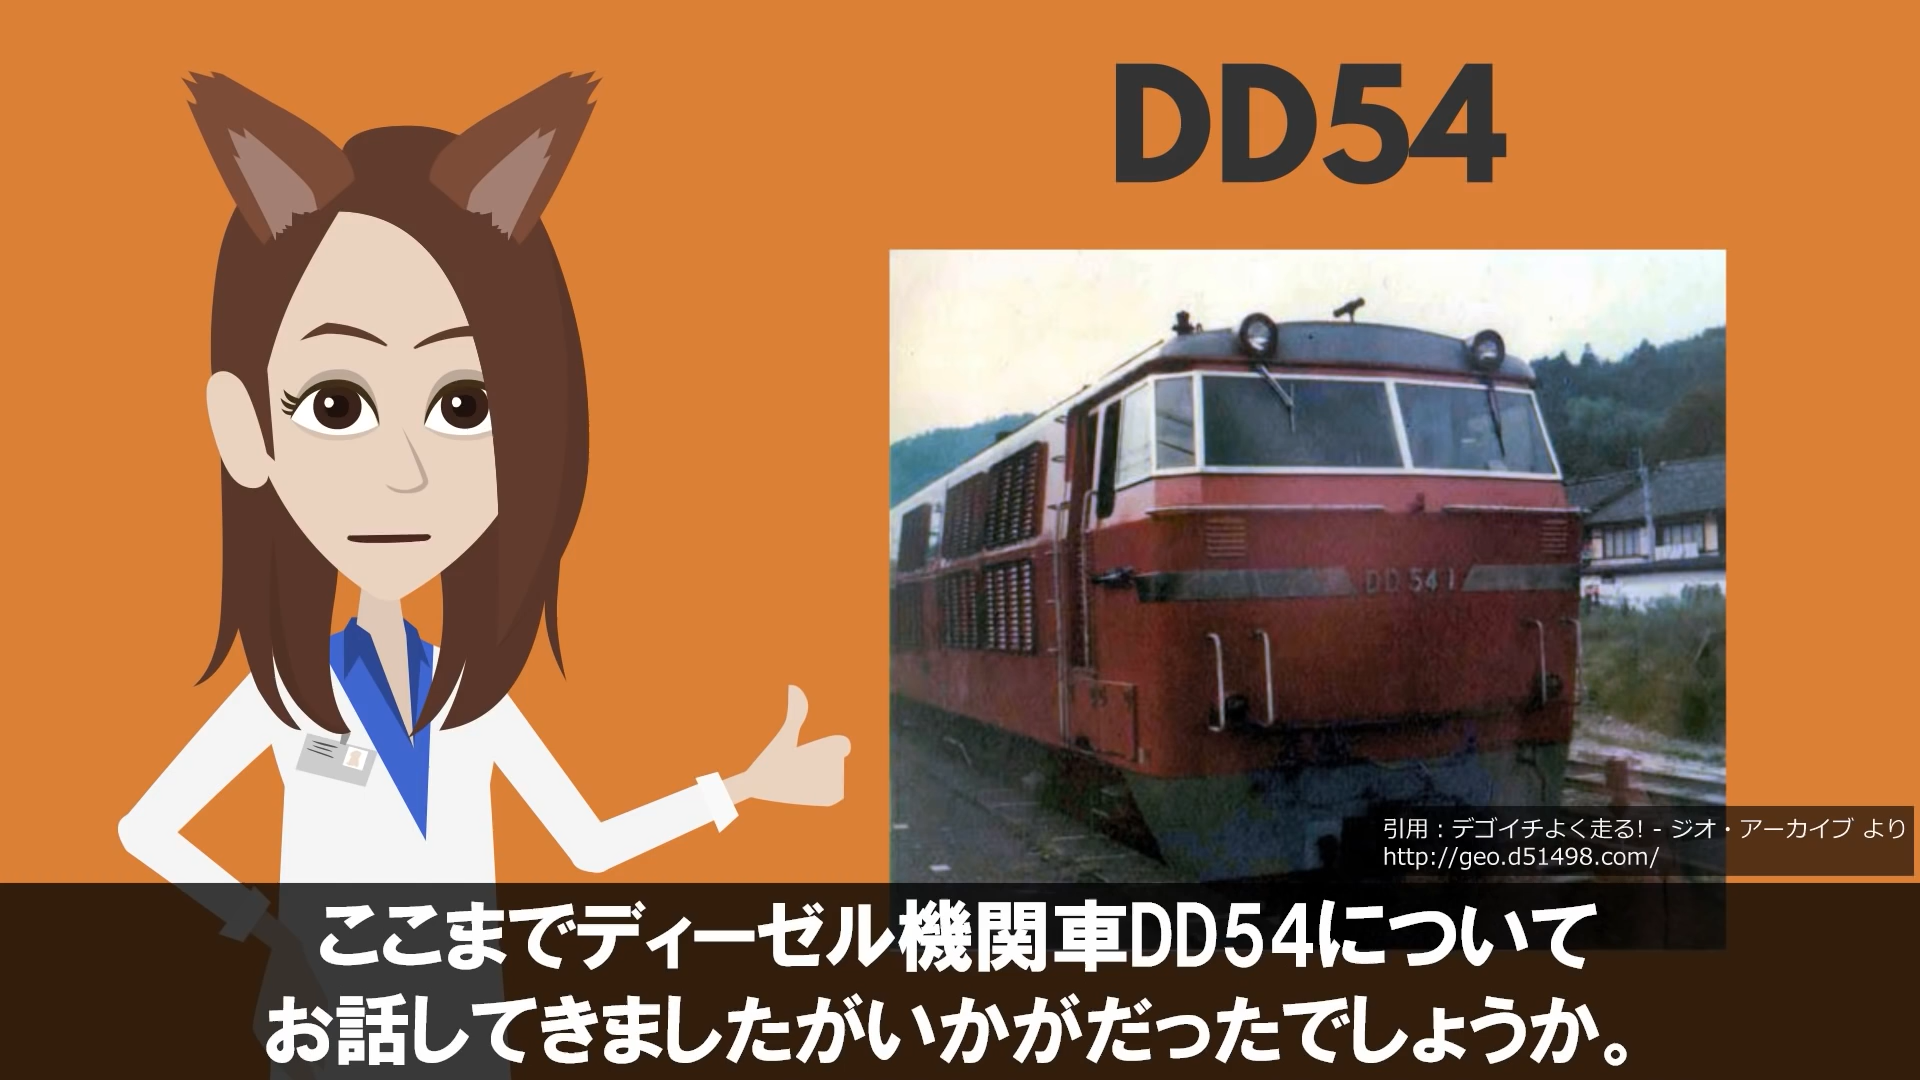 DD54
DD 54 1
引用：デゴイチよく走る! - ジオ・アーカイブ より
http://geo.d51498.com/
ここまでディーゼル機関車DD54について
お話してきましたがいかがだったでしょうか。